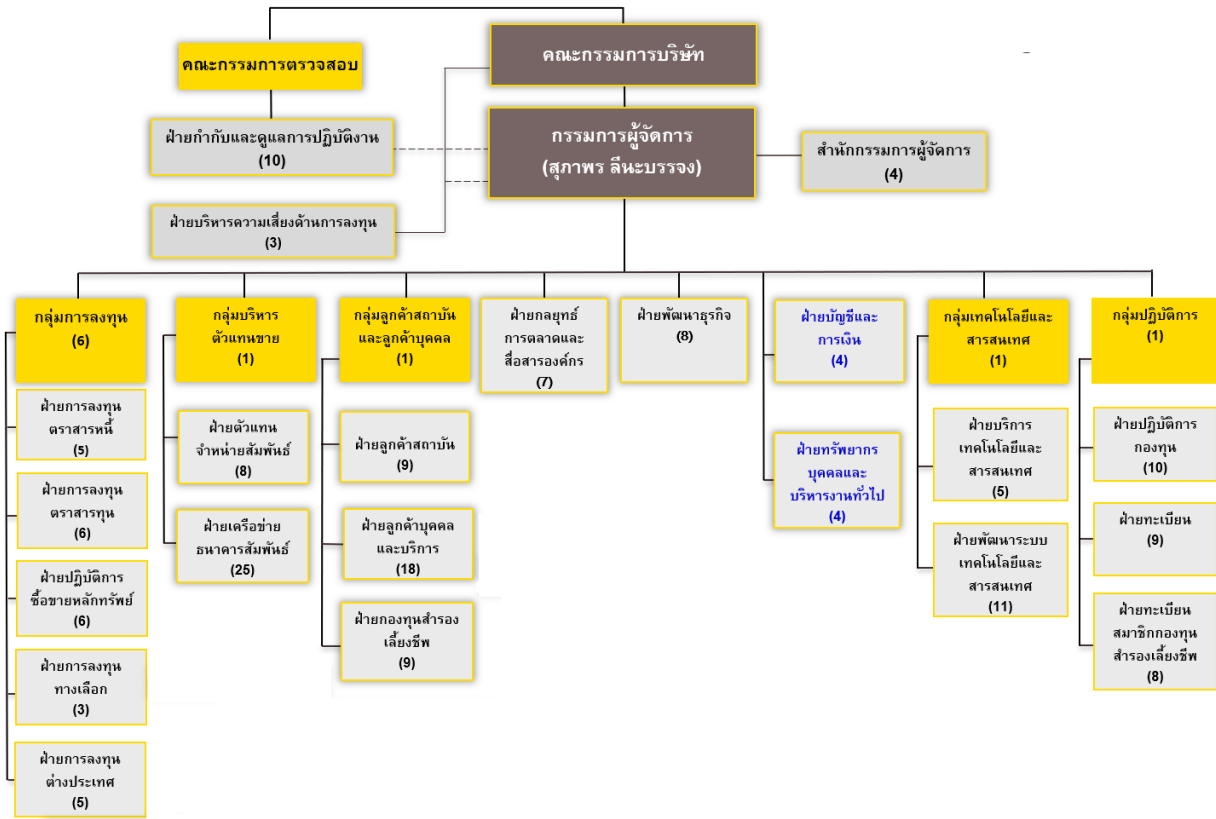 คณะกรรมการตรวจสอบ
คณะกรรมการบริษัท
ฝ่ายกำกับและดูแลการปฏิบัติงาน
(10)
กรรมการผู้จัดการ
(สุภาพร ลีนะบรรจง)
สำนักกรรมการผู้จัดการ
(4)
ฝ่ายบริหารความเสี่ยงด้านการลงทุน
(3)
กลุ่มการลงทุน
(6)
ฝ่ายการลงทุน
ตราสารหนี้
(5)
ฝ่ายการลงทุน
ตราสารทุน
(6)
ฝ่ายปฏิบัติการ
ซื้อขายหลักทรัพย์
(6)
ฝ่ายการลงทุน
ทางเลือก
(3)
ฝ่ายการลงทุน
ต่างประเทศ
(5)
กลุ่มบริหาร
ตัวแทนขาย
(1)
ฝ่ายตัวแทน
จำหน่ายสัมพันธ์
(8)
ฝ่ายเครือข่าย
ธนาคารสัมพันธ์
(25)
กลุ่มลูกค้าสถาบัน
และลูกค้าบุคคล
(1)
ฝ่ายลูกค้าสถาบัน
(9)
ฝ่ายลูกค้าบุคคล
และบริการ
(18)
ฝ่ายกองทุนสำรอง
เลี้ยงชีพ
(9)
ฝ่ายกลยุทธ์
การตลาดและ
สื่อสารองค์กร
(7)
ฝ่ายพัฒนาธุรกิจ
(8)
ฝ่ายบัญชีและ
การเงิน
(4)
ฝ่ายทรัพยากร
บุคคลและ
บริหารงานทั่วไป
(4)
กลุ่มเทคโนโลยีและ
สารสนเทศ
(1)
ฝ่ายบริการ
เทคโนโลยีและ
สารสนเทศ
(5)
ฝ่ายพัฒนาระบบ
เทคโนโลยีและ
สารสนเทศ
(11)
กลุ่มปฏิบัติการ
(1)
ฝ่ายปฏิบัติการ
กองทุน
(10)
ฝ่ายทะเบียน
(9)
ฝ่ายทะเบียน
สมาชิกกองทุน
สำรองเลี้ยงชีพ
(8)